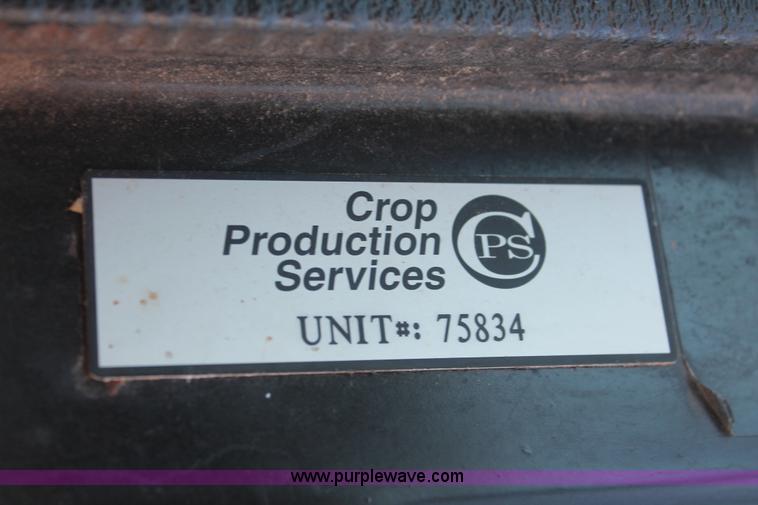 Crop
Production
Services
CPS
UNIT#: 75834
www.purplewave.com